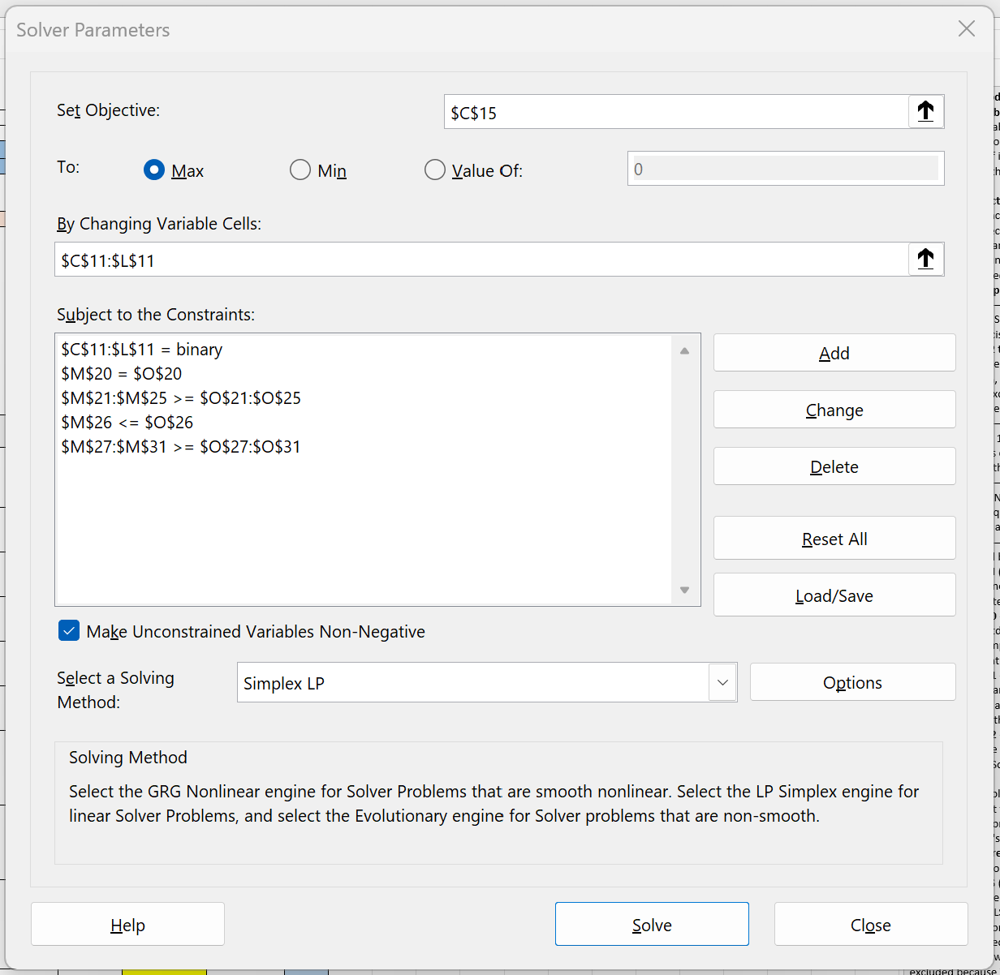 Solver Parameters
Set Objective:
$C$15
To:
Max
Min
Value Of:
0
By Changing Variable Cells:
$C$11:$L$11
Subject to the Constraints:
$C$11:$L$11 = binary
$M$20 = $O$20
$M$21:$M$25 >= $O$21:$O$25
$M$26 <= $O$26
$M$27:$M$31 >= $O$27:$O$31
Add
Change
Delete
Reset All
Load/Save
Make Unconstrained Variables Non-Negative
Select a Solving
Method:
Simplex LP
Options
Solving Method
Select the GRG Nonlinear engine for Solver Problems that are smooth nonlinear. Select the LP Simplex engine for
linear Solver Problems, and select the Evolutionary engine for Solver problems that are non-smooth.
Help
Solve
Close
excluded because